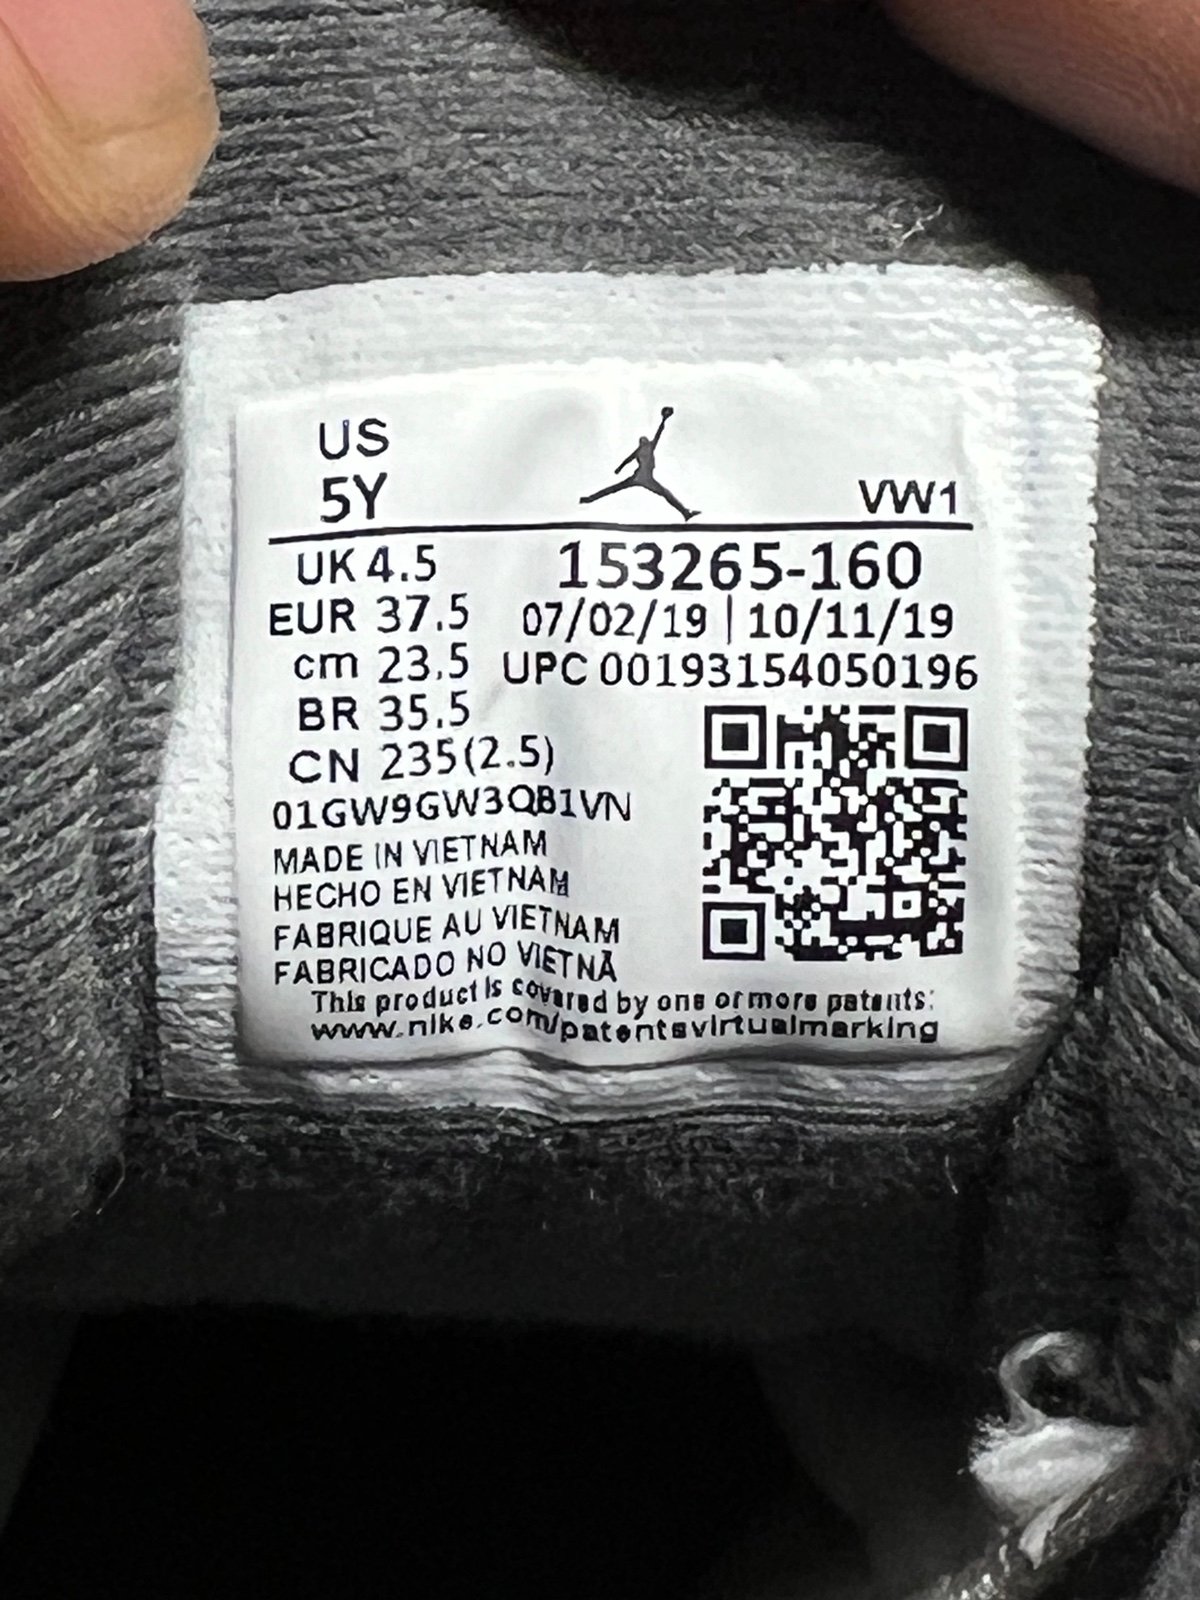 US
5Y
VW1
UK 4.5
153265-160
EUR 37.5
07/02/19 | 10/11/19
cm 23.5
UPC 00193154050196
BR 35.5
CN 235(2.5)
01GW9GW3QB1VN
MADE IN VIETNAM
HECHO EN VIETNAM
FABRIQUE AU VIETNAM
FABRICADO NO VIETNÃ
This product is covered by one or more patents:
www.nike.com/patentsvirtualmarking